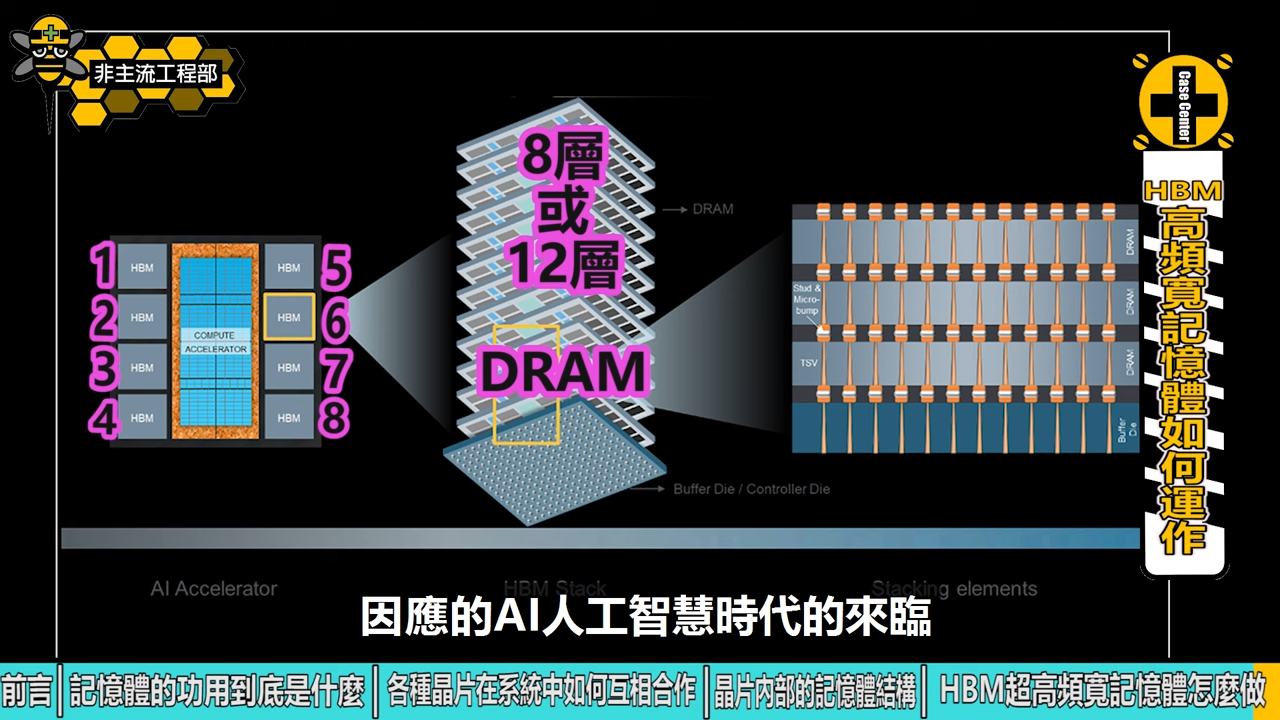 非主流工程部
Case Center
HBM
高頻寬記憶體如何運作
8層
或
12層
DRAM
DRAM
1 HBM
2 HBM
3 HBM
4 HBM
COMPUTE
ACCELERATOR
HBM 5
HBM 6
HBM 7
HBM 8
Buffer Die / Controller Die
Stud &
Micro-
bump
TSV
DRAM
DRAM
DRAM
Buffer
Die
AI Accelerator
HBM Stack
Stacking elements
因應的AI人工智慧時代的來臨
前言
記憶體的功用到底是什麼
各種晶片在系統中如何互相合作
晶片內部的記憶體結構
HBM超高頻寬記憶體怎麼做